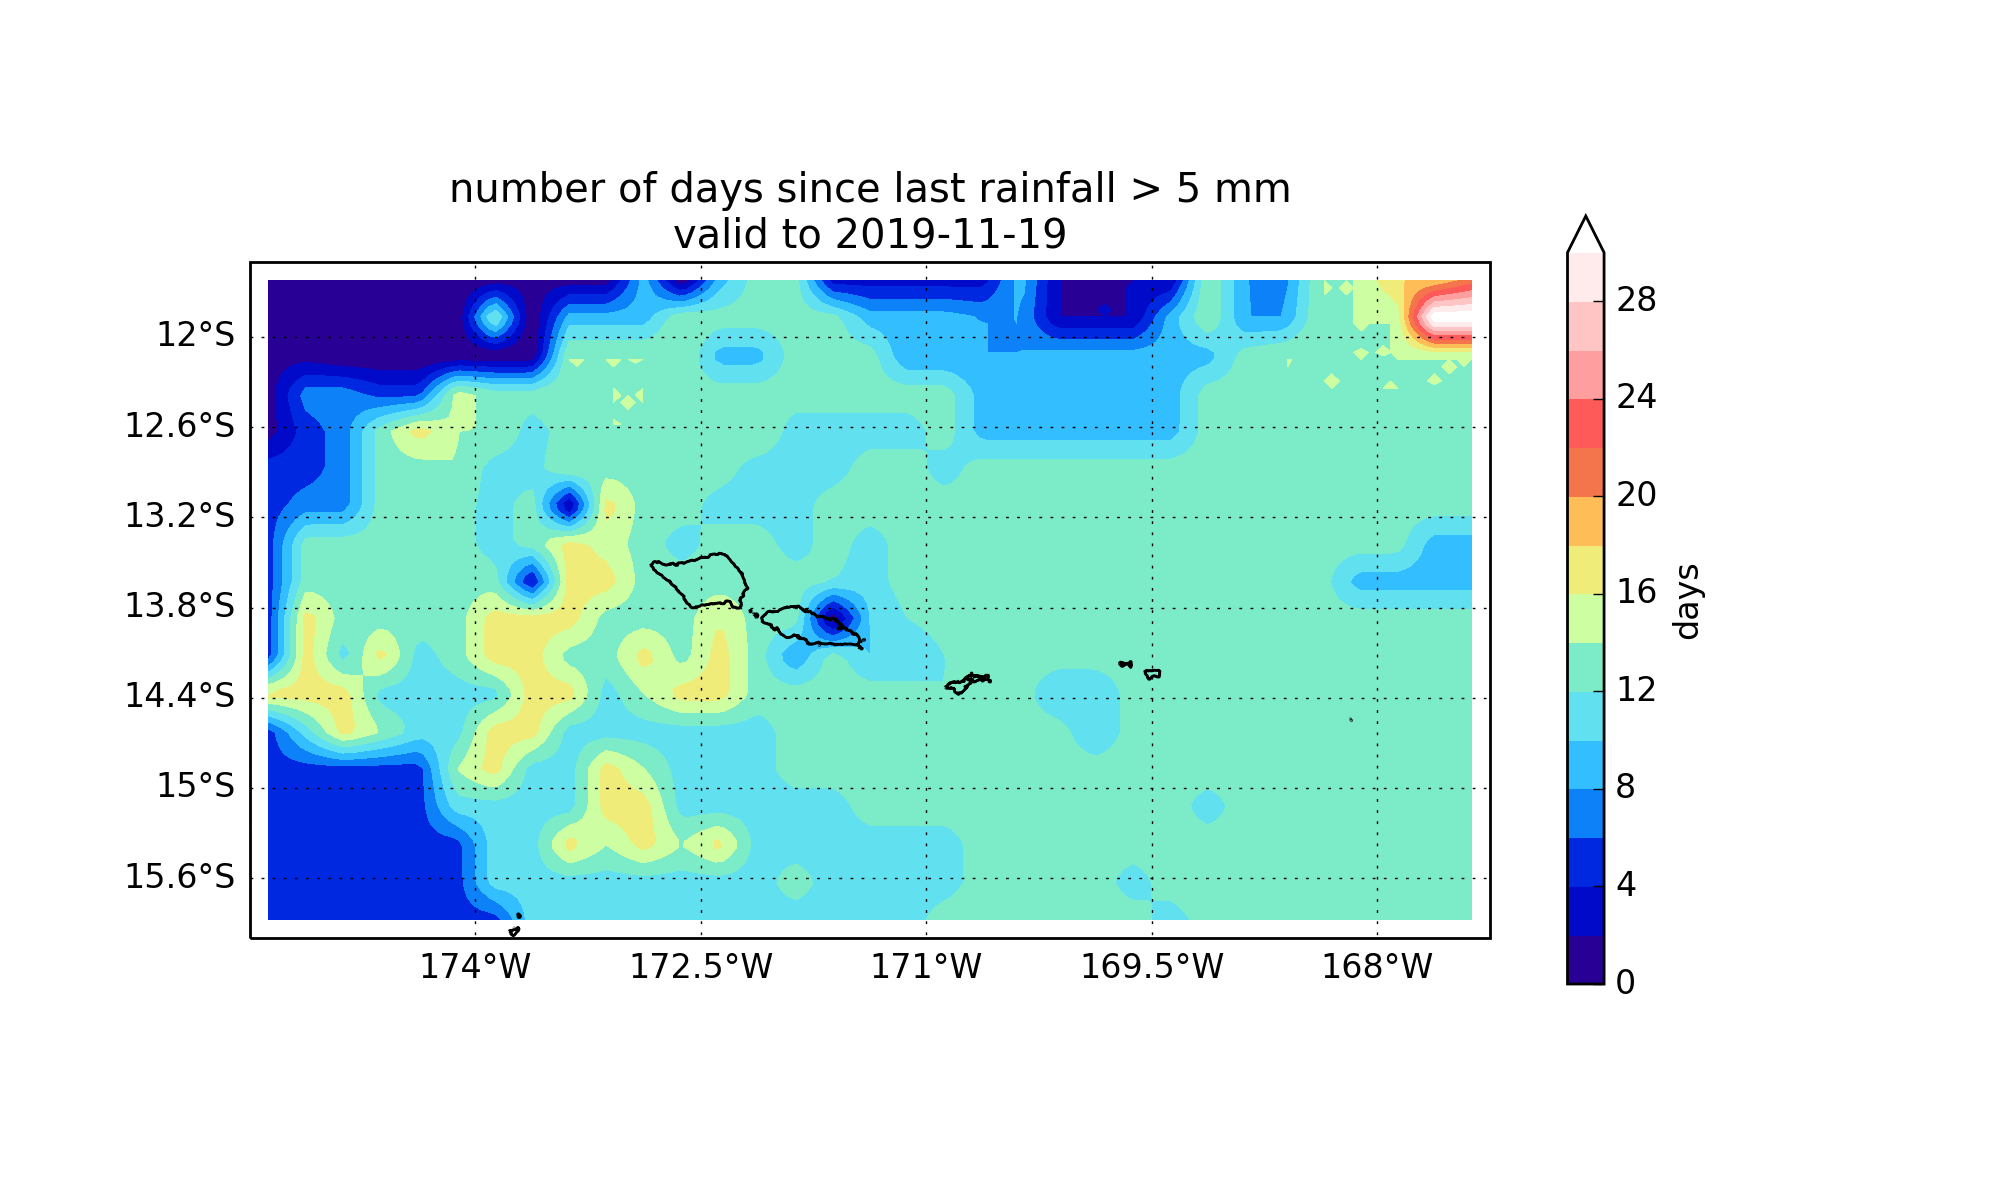 number of days since last rainfall > 5 mm
valid to 2019-11-19
12°S
12.6°S
13.2°S
13.8°S
14.4°S
15°S
15.6°S
174°W
172.5°W
171°W
169.5°W
168°W
28
24
20
16
12
8
4
0
days